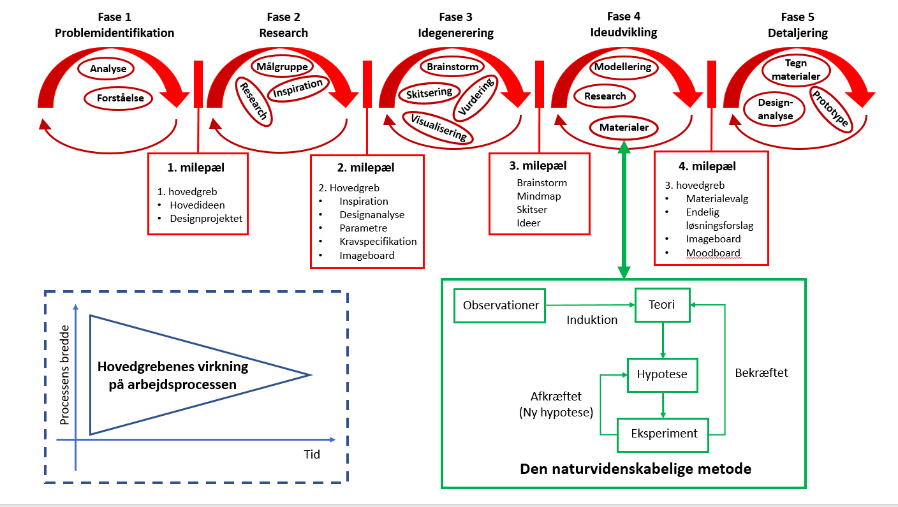 Fase 1
Problemidentifikation
Fase 2
Research
Fase 3
Idegenerering
Fase 4
Ideudvikling
Fase 5
Detaljering
Analyse
Forståelse
Målgruppe
Research
Inspiration
Brainstorm
Skitsering
Vurdering
Visualisering
Modellering
Research
Materialer
Tegn
materialer
Design-
analyse
Prototype
1. milepæl
1. hovedgreb
• Hovedideen
• Designprojektet
2. milepæl
2. Hovedgreb
• Inspiration
• Designanalyse
• Parametre
• Kravspecifikation
• Imageboard
3. milepæl
Brainstorm
Mindmap
Skitser
Ideer
4. milepæl
3. hovedgreb
• Materialevalg
• Endelig
løsningsforslag
• Imageboard
• Moodboard
Processens bredde
Hovedgrebenes virkning
på arbejdsprocessen
Tid
Observationer
Induktion
Teori
Hypotese
Bekræftet
Afkræftet
(Ny hypotese)
Eksperiment
Den naturvidenskabelige metode